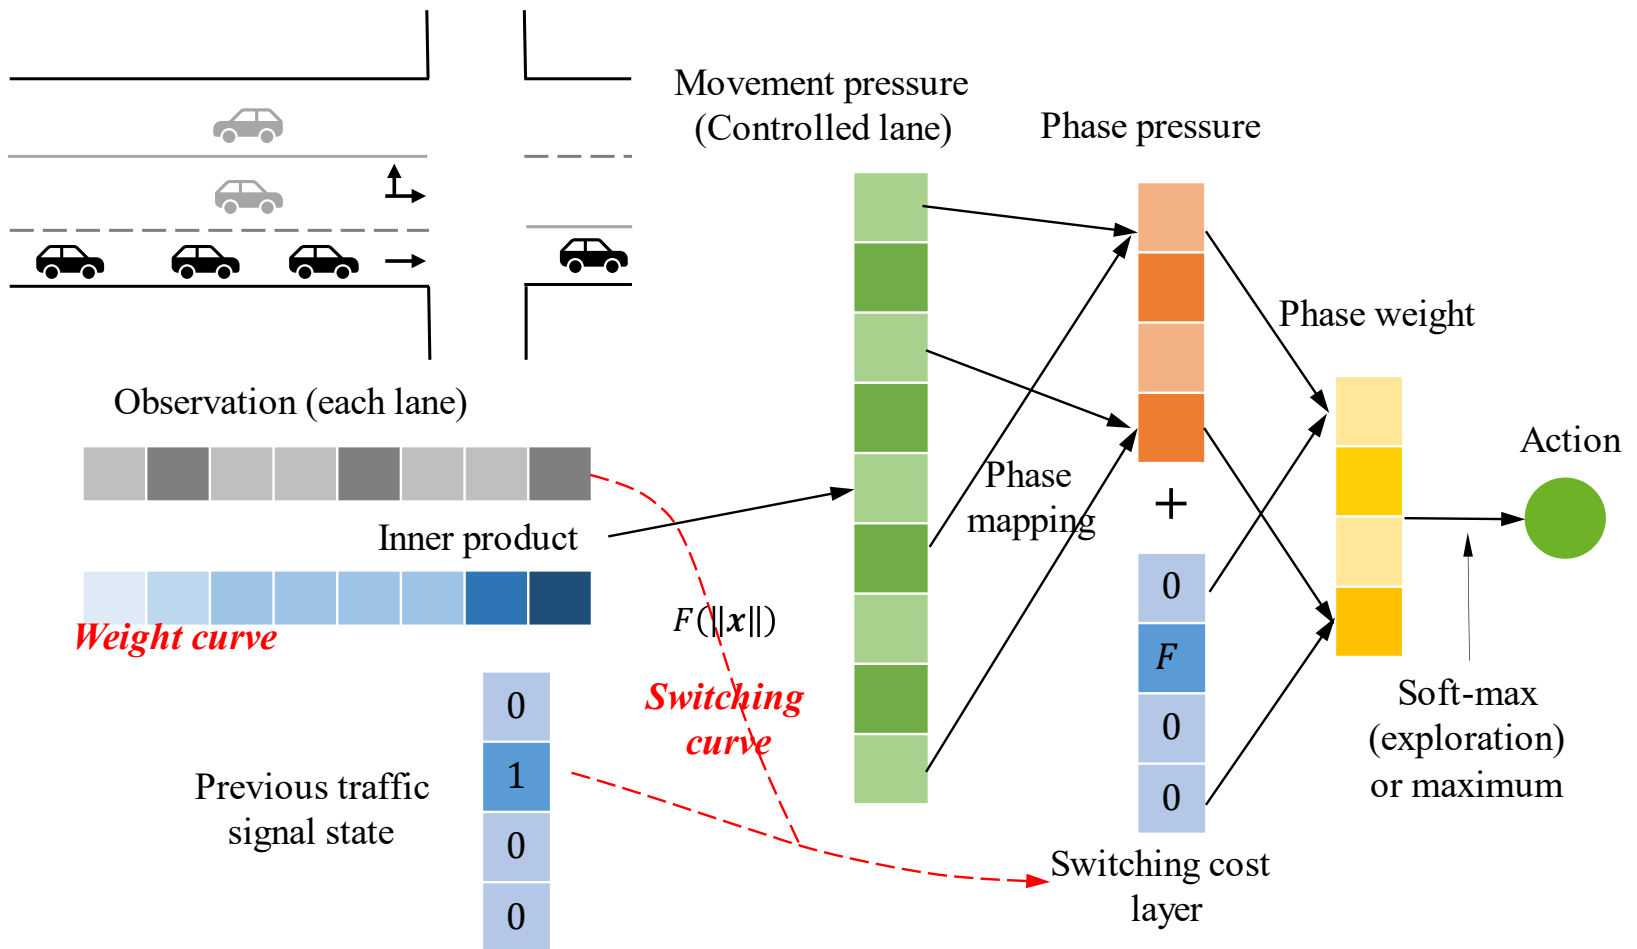 Movement pressure
(Controlled lane)
Phase pressure
Phase weight
Observation (each lane)
Action
Phase
mapping
+
Inner product
0
F
0
0
F(‖x‖)
Weight curve
Switching
curve
0
1
0
0
Previous traffic
signal state
Soft-max
(exploration)
or maximum
Switching cost
layer